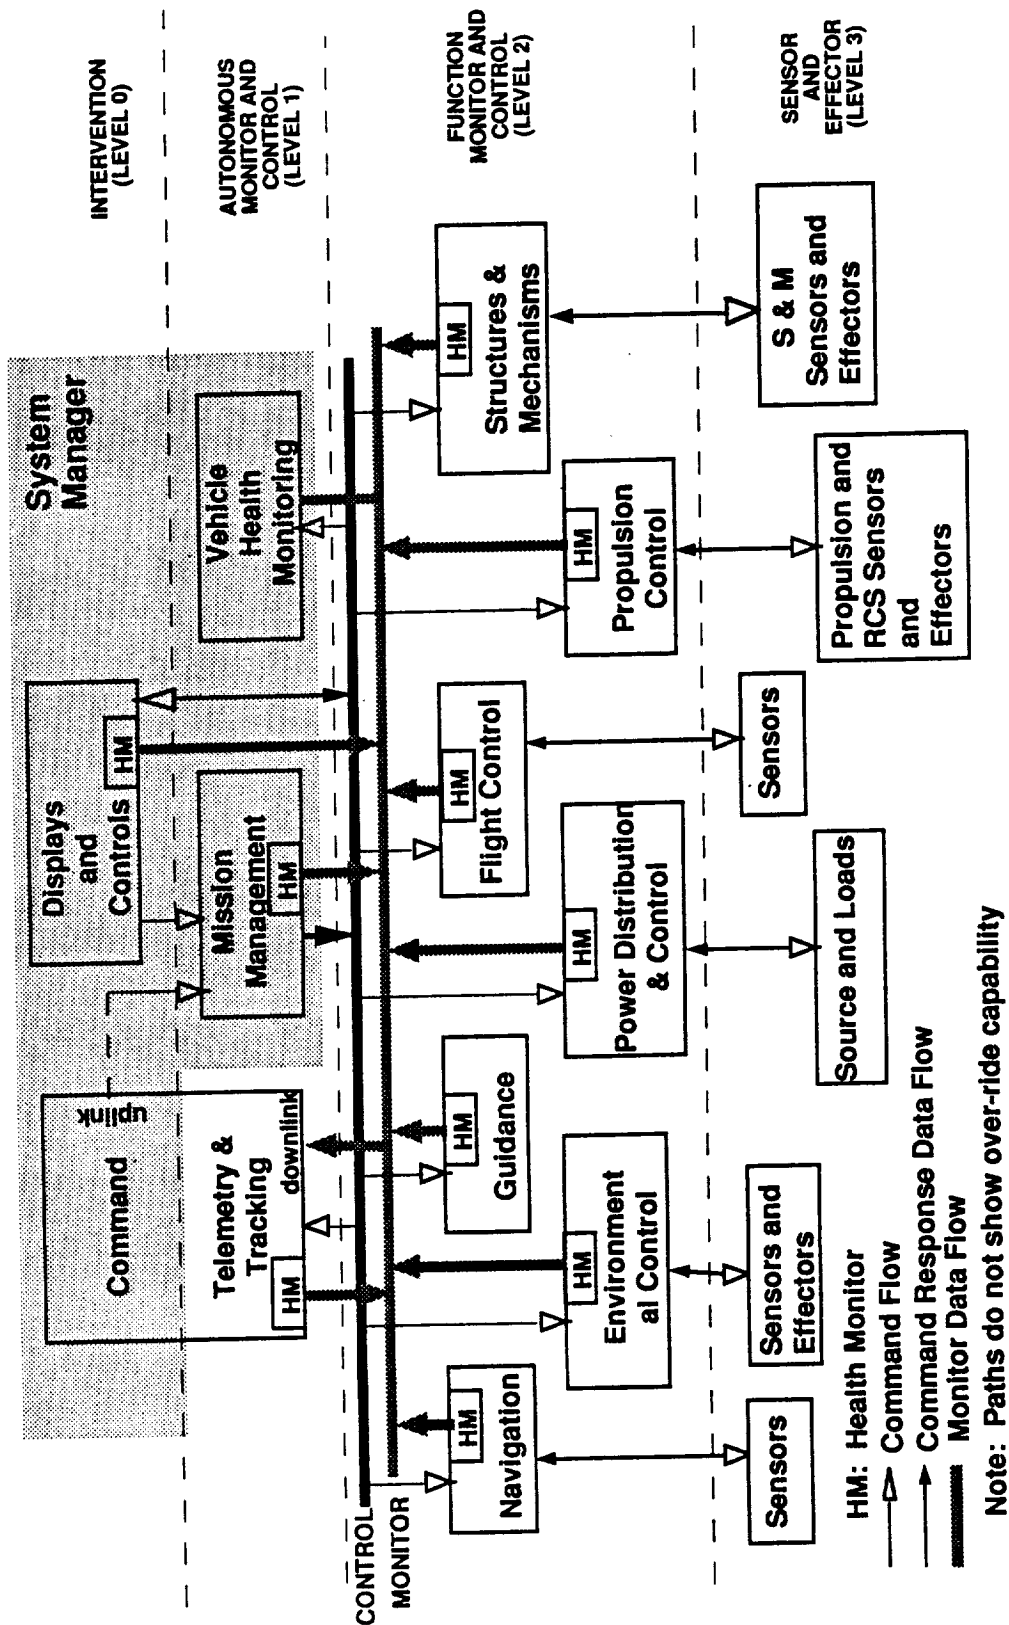 INTERVENTION
(LEVEL 0)
AUTONOMOUS
MONITOR AND
CONTROL
(LEVEL 1)
FUNCTION
MONITOR AND
CONTROL
(LEVEL 2)
SENSOR
AND
EFFECTOR
(LEVEL 3)
System
Manager
Command
uplink
Telemetry &
Tracking
downlink
HM
Displays
and
Controls
HM
Mission
Management
HM
Vehicle
Health
Monitoring
CONTROL
MONITOR
HM
Navigation
HM
Environment
al Control
HM
Guidance
HM
Power Distribution
& Control
HM
Flight Control
HM
Propulsion
Control
HM
Structures &
Mechanisms
Sensors
Sensors and
Effectors
Source and Loads
Sensors
Propulsion and
RCS Sensors
and
Effectors
S & M
Sensors and
Effectors
HM: Health Monitor
Command Flow
Command Response Data Flow
Monitor Data Flow
Note: Paths do not show over-ride capability